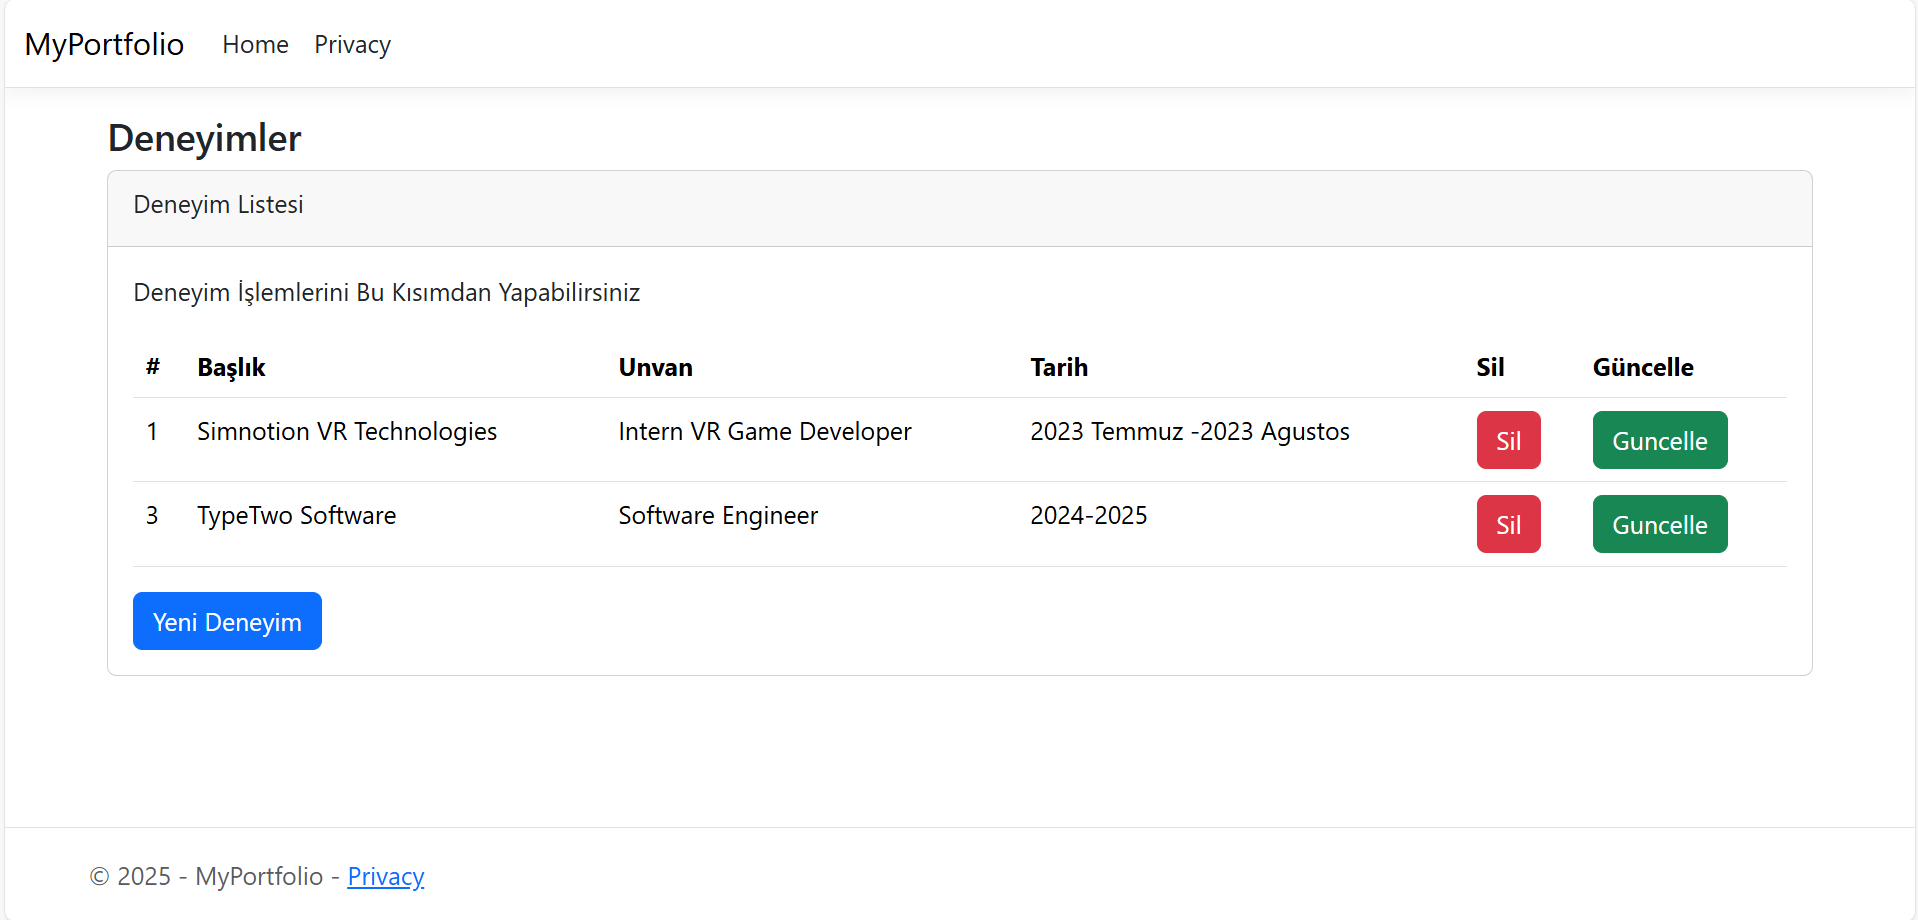 MyPortfolio Home Privacy
Deneyimler
Deneyim Listesi
Deneyim İşlemlerini Bu Kısımdan Yapabilirsiniz
# Başlık Unvan Tarih Sil Güncelle
1 Simnotion VR Technologies Intern VR Game Developer 2023 Temmuz -2023 Agustos Sil Guncelle
3 TypeTwo Software Software Engineer 2024-2025 Sil Guncelle
Yeni Deneyim
© 2025 - MyPortfolio - Privacy